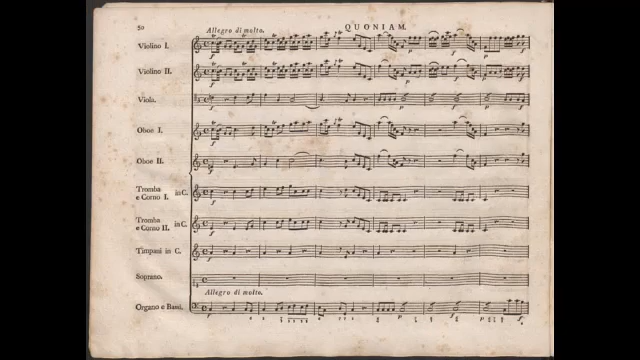 50
QUONIAM.
Allegro di molto.
Violino I.
Violino II.
Viola.
Oboe I.
Oboe II.
Tromba
e Corno I. in C.
Tromba
e Corno II. in C.
Timpani in C.
Soprano.
Allegro di molto.
Organo e Bassi.